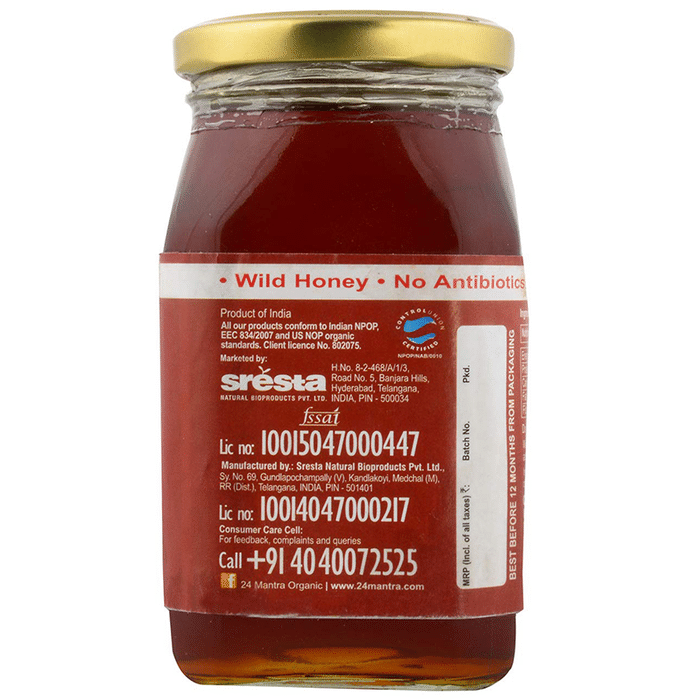 • Wild Honey • No Antibiotics
Product of India
All our products conform to Indian NPOP,
EEC 834/2007 and US NOP organic
standards. Client licence No. 802075.
CONTROL UNION
CERTIFIED
NPOP/NAB/0010
Marketed by:
sresta
NATURAL BIOPRODUCTS PVT. LTD.
H.No. 8-2-468/A/1/3,
Road No. 5, Banjara Hills,
Hyderabad, Telangana,
INDIA, PIN - 500034
fssai
Lic no: 10015047000447
Manufactured by.: Sresta Natural Bioproducts Pvt. Ltd.,
Sy. No. 69, Gundlapochampally (V), Kandlakoyi, Medchal (M),
RR (Dist.), Telangana, INDIA, PIN - 501401
Lic no: 10014047000217
Consumer Care Cell:
For feedback, complaints and queries
Call +91 40 40072525
f 24 Mantra Organic | www.24mantra.com
Pkd.
Batch No.
MRP (Incl. of all taxes) ₹:
BEST BEFORE 12 MONTHS FROM PACKAGING